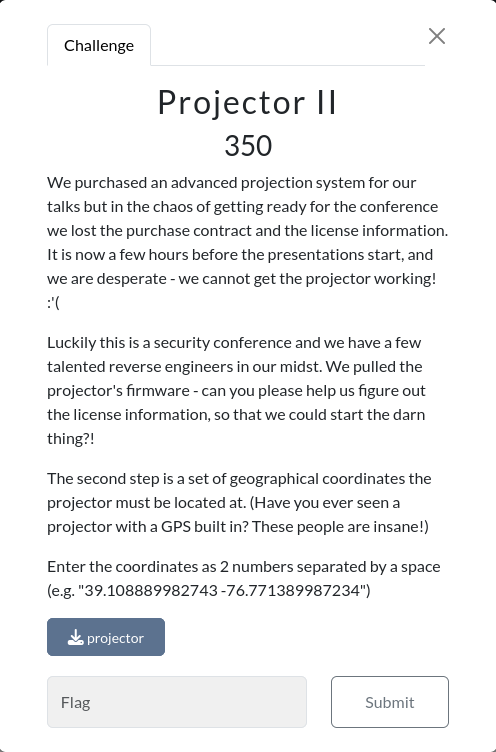 Challenge
Projector II
350
We purchased an advanced projection system for our
talks but in the chaos of getting ready for the conference
we lost the purchase contract and the license information.
It is now a few hours before the presentations start, and
we are desperate - we cannot get the projector working!
:'(
Luckily this is a security conference and we have a few
talented reverse engineers in our midst. We pulled the
projector's firmware - can you please help us figure out
the license information, so that we could start the darn
thing?!
The second step is a set of geographical coordinates the
projector must be located at. (Have you ever seen a
projector with a GPS built in? These people are insane!)
Enter the coordinates as 2 numbers separated by a space
(e.g. "39.108889982743 -76.771389987234")
projector
Flag
Submit